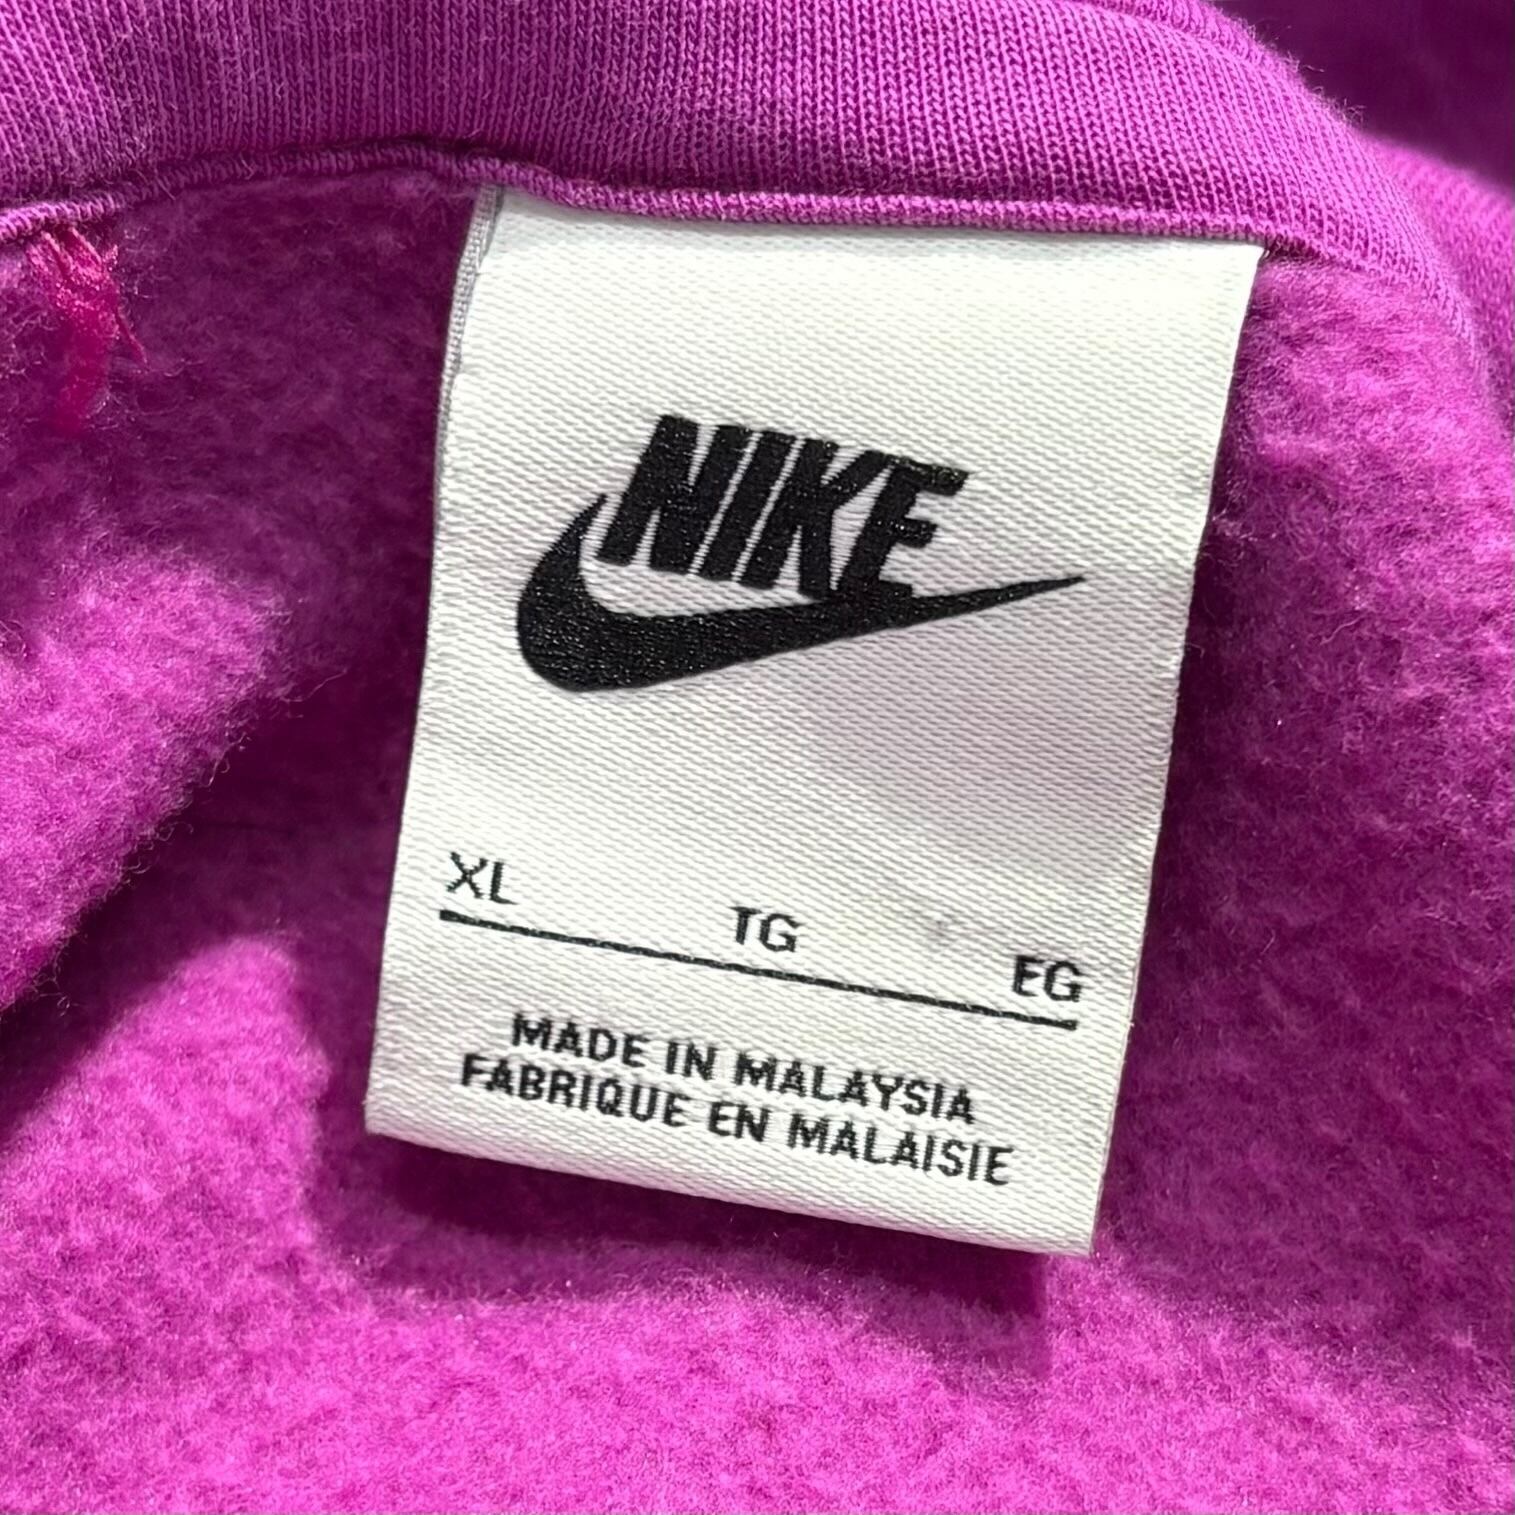 NIKE
XL TG EG
MADE IN MALAYSIA
FABRIQUE EN MALAISIE